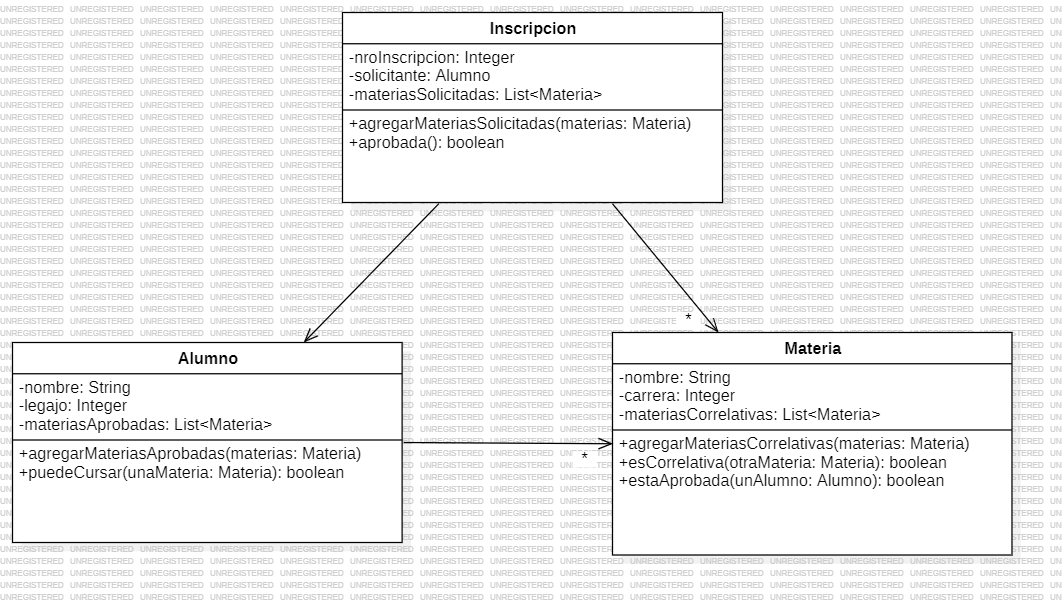 Inscripcion
-nroInscripcion: Integer
-solicitante: Alumno
-materiasSolicitadas: List<Materia>
+agregarMateriasSolicitadas(materias: Materia)
+aprobada(): boolean
*
Alumno
-nombre: String
-legajo: Integer
-materiasAprobadas: List<Materia>
+agregarMateriasAprobadas(materias: Materia)
+puedeCursar(unaMateria: Materia): boolean
*
Materia
-nombre: String
-carrera: Integer
-materiasCorrelativas: List<Materia>
+agregarMateriasCorrelativas(materias: Materia)
+esCorrelativa(otraMateria: Materia): boolean
+estaAprobada(unAlumno: Alumno): boolean
UNREGISTERED